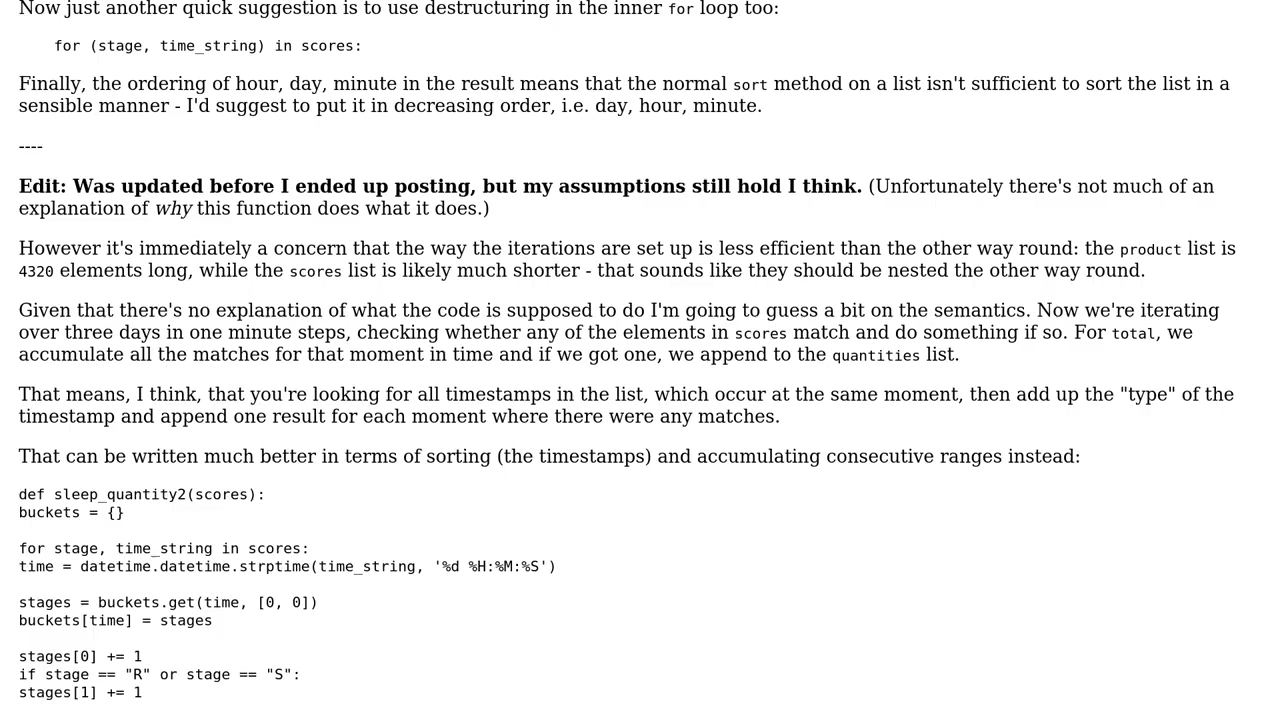 Now just another quick suggestion is to use destructuring in the inner for loop too:
for (stage, time_string) in scores:
Finally, the ordering of hour, day, minute in the result means that the normal sort method on a list isn't sufficient to sort the list in a
sensible manner - I'd suggest to put it in decreasing order, i.e. day, hour, minute.
----
Edit: Was updated before I ended up posting, but my assumptions still hold I think. (Unfortunately there's not much of an
explanation of why this function does what it does.)
However it's immediately a concern that the way the iterations are set up is less efficient than the other way round: the product list is
4320 elements long, while the scores list is likely much shorter - that sounds like they should be nested the other way round.
Given that there's no explanation of what the code is supposed to do I'm going to guess a bit on the semantics. Now we're iterating
over three days in one minute steps, checking whether any of the elements in scores match and do something if so. For total, we
accumulate all the matches for that moment in time and if we got one, we append to the quantities list.
That means, I think, that you're looking for all timestamps in the list, which occur at the same moment, then add up the "type" of the
timestamp and append one result for each moment where there were any matches.
That can be written much better in terms of sorting (the timestamps) and accumulating consecutive ranges instead:
def sleep_quantity2(scores):
buckets = {}
for stage, time_string in scores:
time = datetime.datetime.strptime(time_string, '%d %H:%M:%S')
stages = buckets.get(time, [0, 0])
buckets[time] = stages
stages[0] += 1
if stage == "R" or stage == "S":
stages[1] += 1